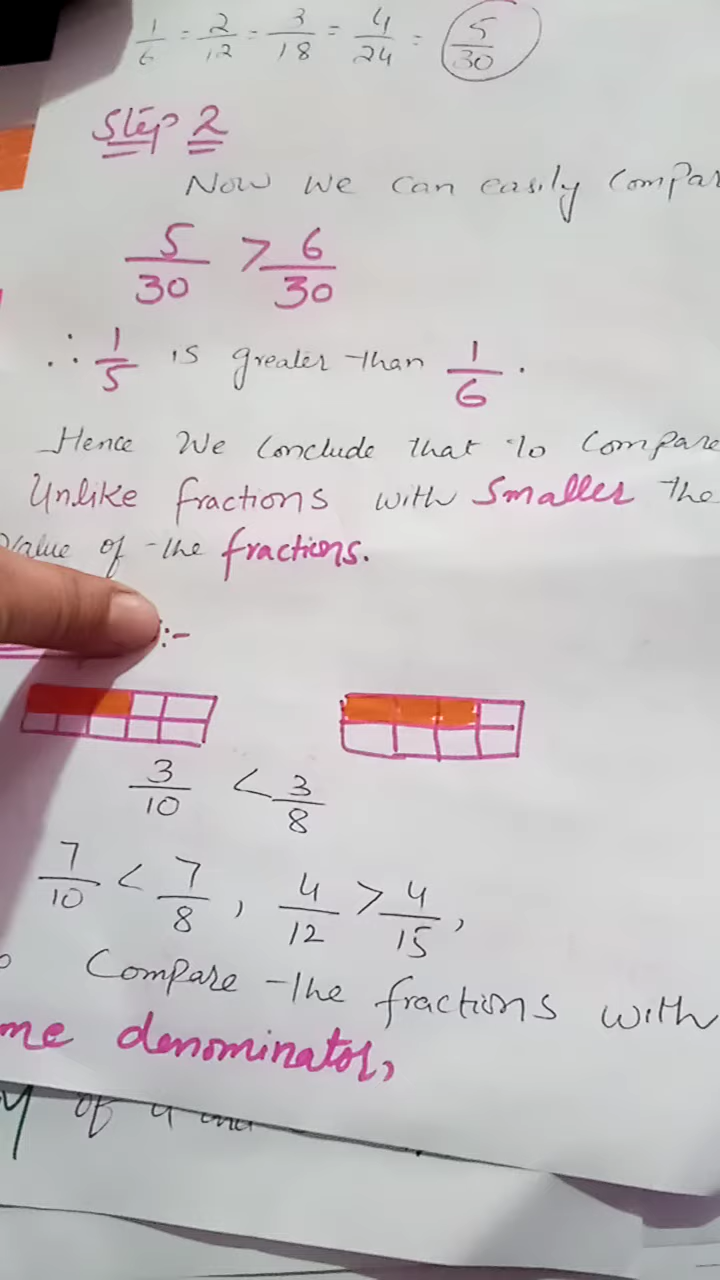 1/6 = 2/12 = 3/18 = 4/24 = 5/30
Step 2
Now we can easily Compar
5/30 > 6/30
∴ 1/5 is greater than 1/6.
Hence We Conclude that to Compare
Unlike fractions with Smaller the
Value of the fractions.
:-
3/10 < 3/8
7/10 < 7/8, 4/12 > 4/15,
Compare the fractions with
me denominator,
of 4 and